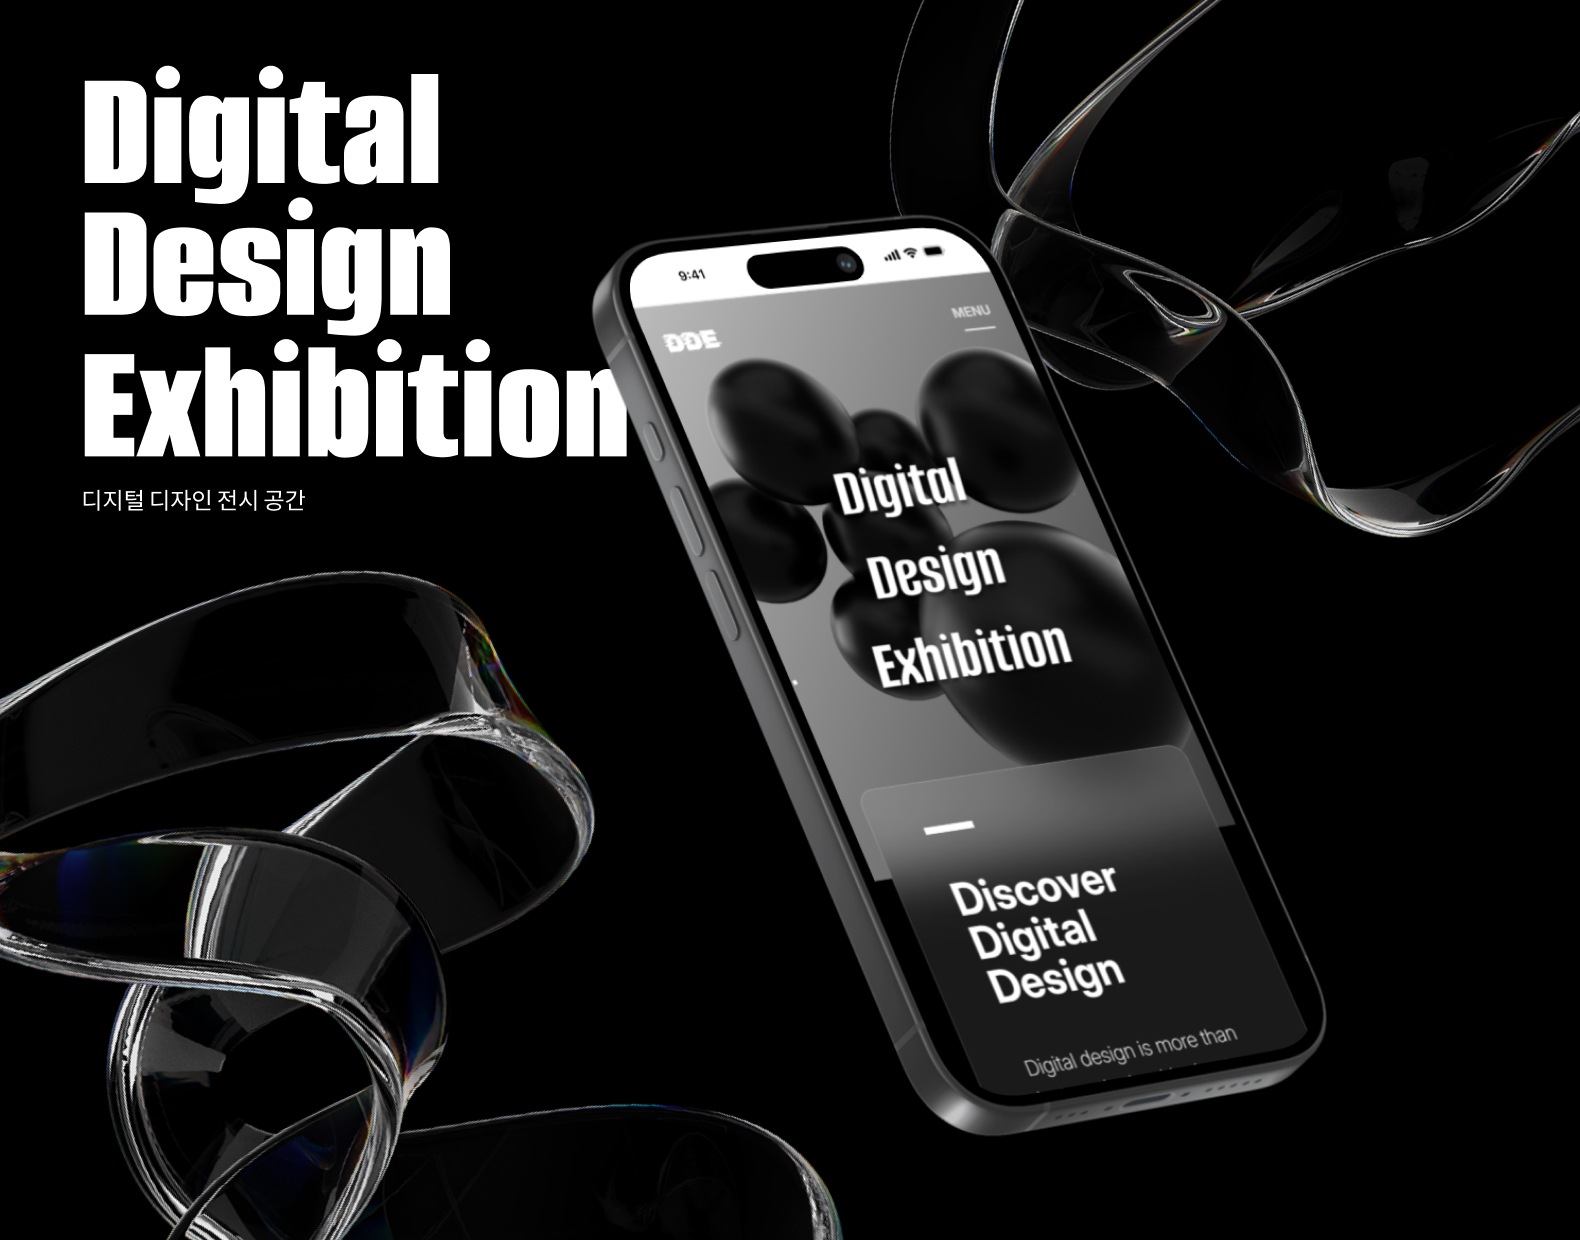 Digital
Design
Exhibition
디지털 디자인 전시 공간
9:41
DDE
MENU
Digital
Design
Exhibition
Discover
Digital
Design
Digital design is more than